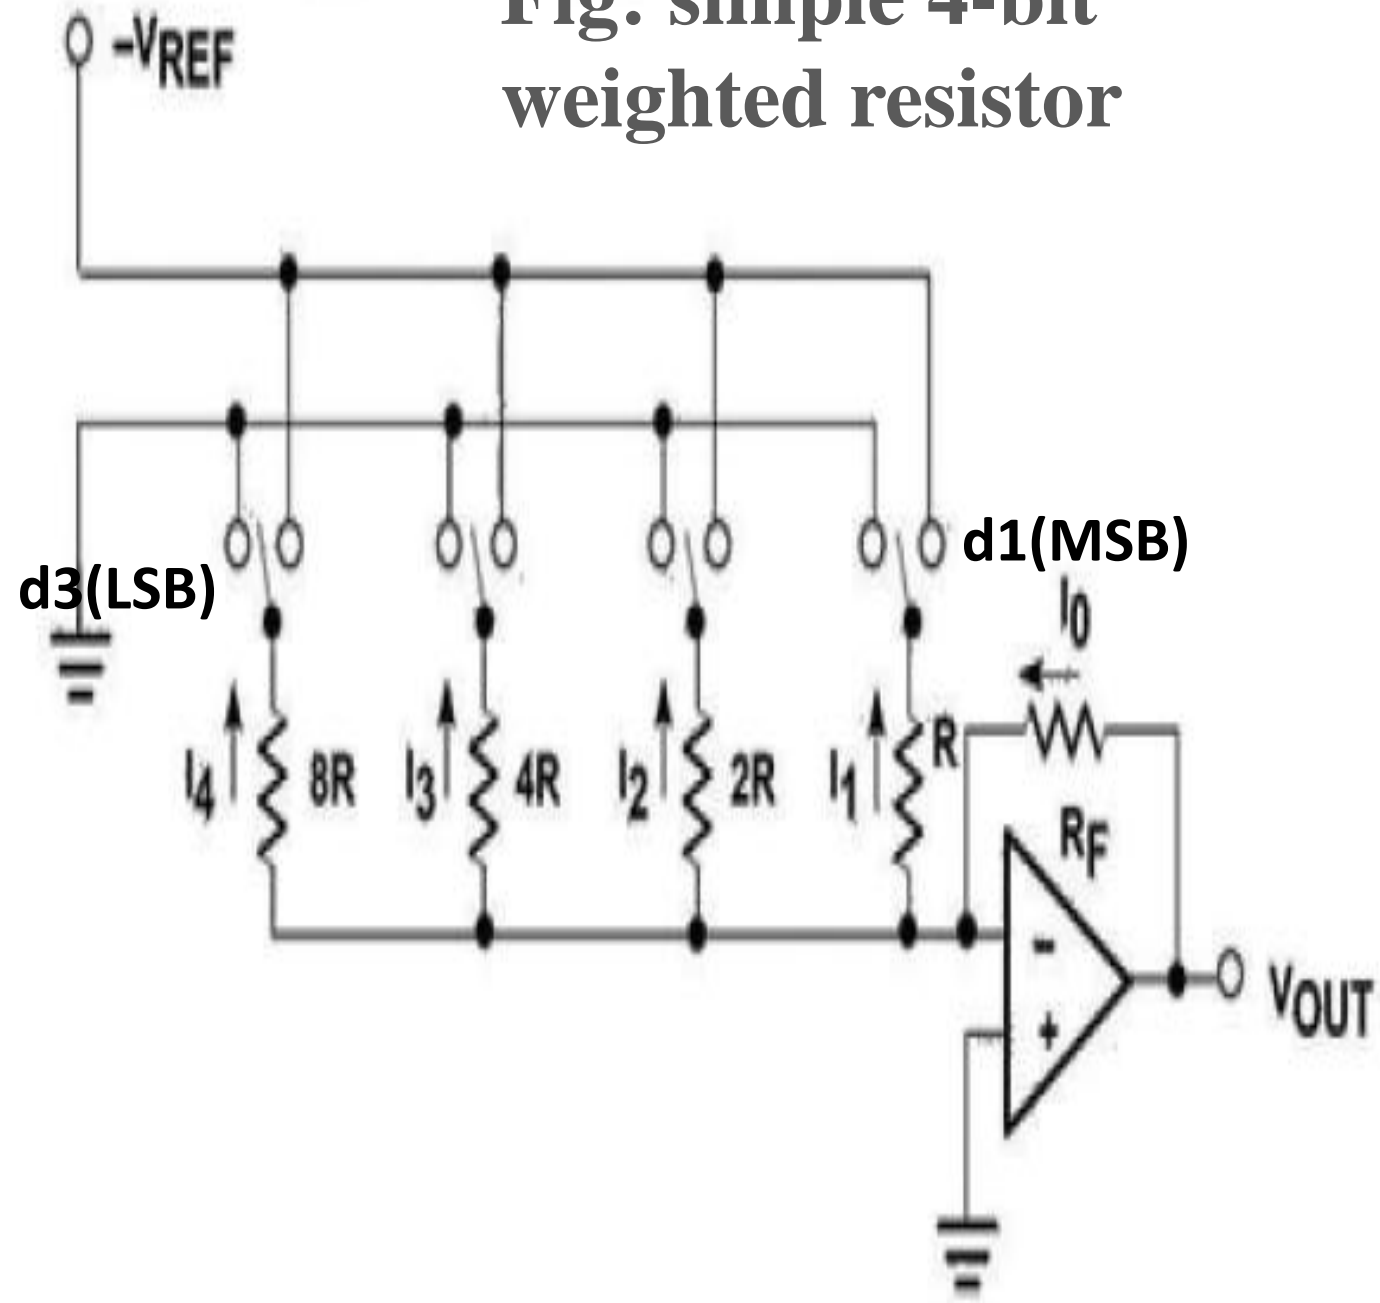 Fig: simple 4-bit
weighted resistor
-VREF
d1(MSB)
d3(LSB)
I0
I4
8R
I3
4R
I2
2R
I1
R
RF
-
+
VOUT